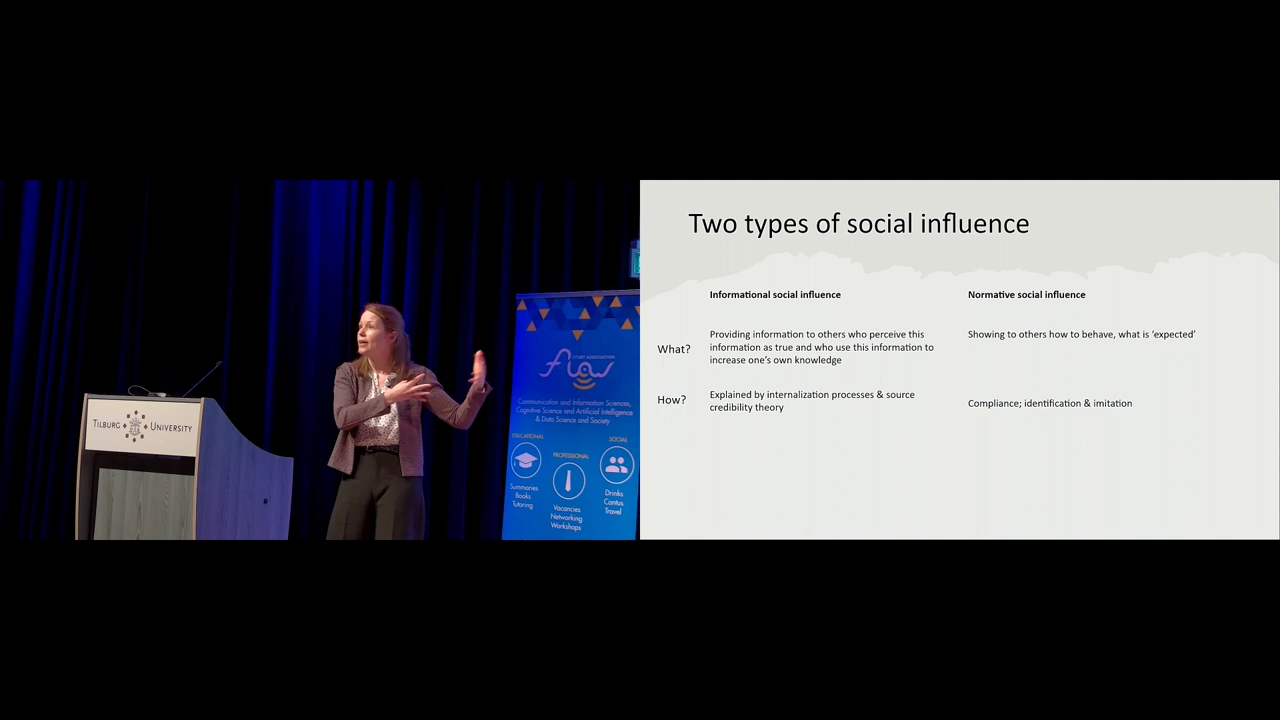 TILBURG UNIVERSITY
STUDY ASSOCIATION
flow
Communication and Information Sciences,
Cognitive Science and Artificial Intelligence
& Data Science and Society
EDUCATIONAL
Summaries
Books
Tutoring
PROFESSIONAL
Vacancies
Networking
Workshops
SOCIAL
Drinks
Cantus
Travel
Two types of social influence
Informational social influence
Normative social influence
What?
Providing information to others who perceive this
information as true and who use this information to
increase one’s own knowledge
Showing to others how to behave, what is ‘expected’
How?
Explained by internalization processes & source
credibility theory
Compliance; identification & imitation